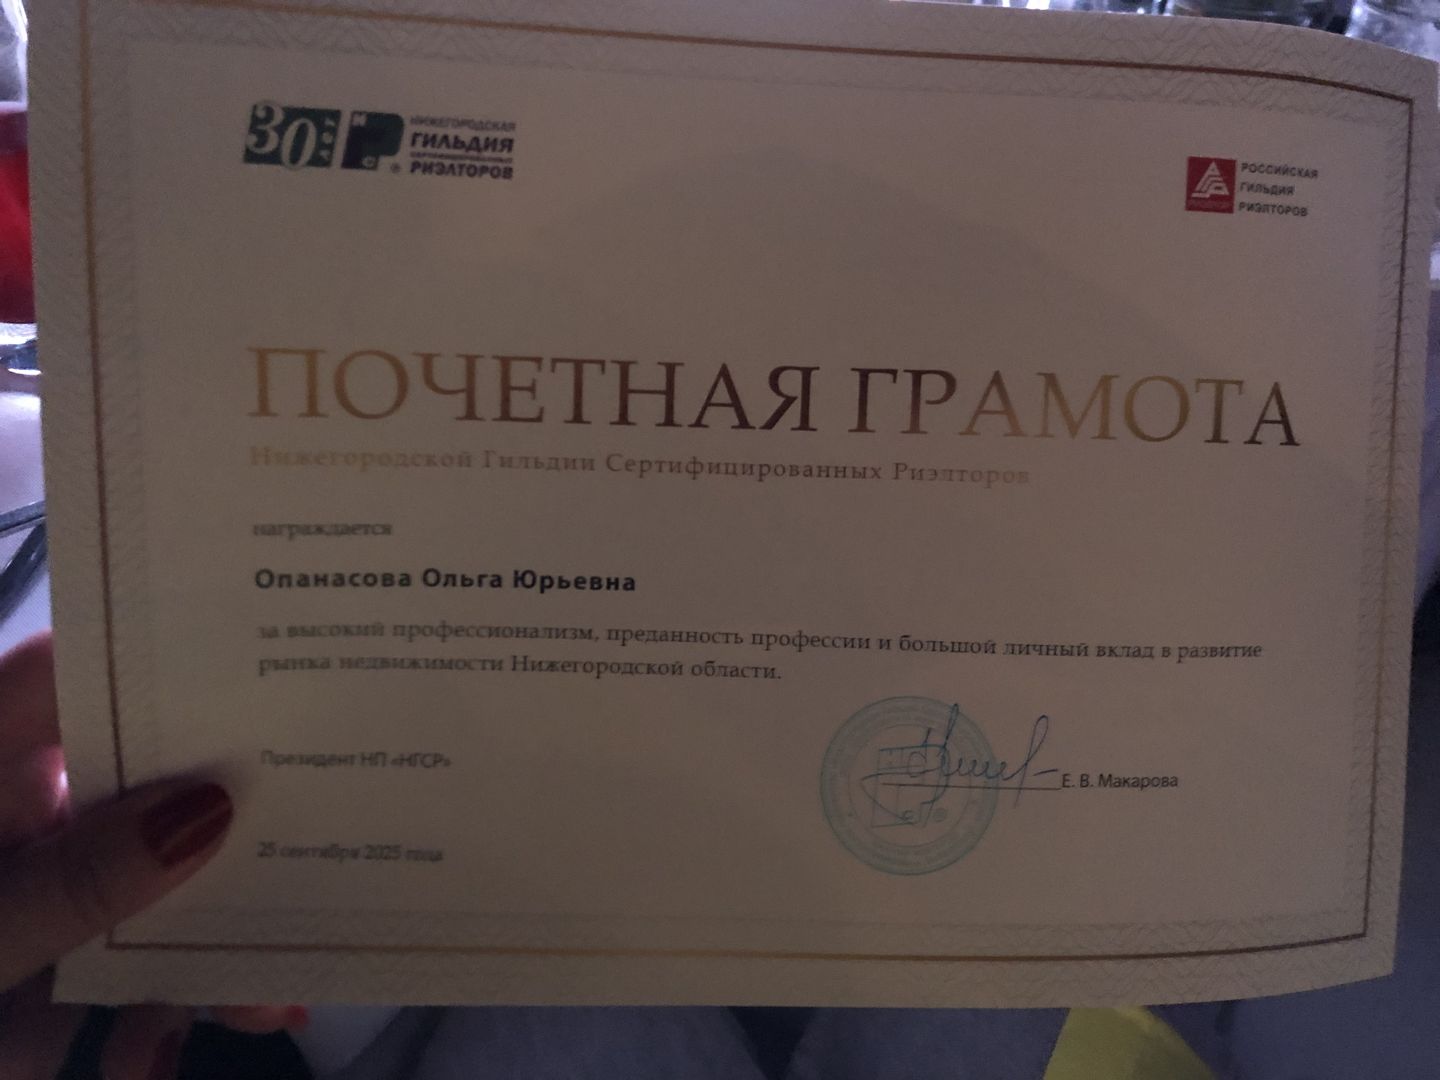 30 ЛЕТ
НИЖЕГОРОДСКАЯ
ГИЛЬДИЯ
СЕРТИФИЦИРОВАННЫХ
РИЭЛТОРОВ
РОССИЙСКАЯ
ГИЛЬДИЯ
РИЭЛТОРОВ
ПОЧЕТНАЯ ГРАМОТА
Нижегородской Гильдии Сертифицированных Риэлторов
награждается
Опанасова Ольга Юрьевна
за высокий профессионализм, преданность профессии и большой личный вклад в развитие
рынка недвижимости Нижегородской области.
Президент НП «НГСР»
Е. В. Макарова
25 сентября 2025 года